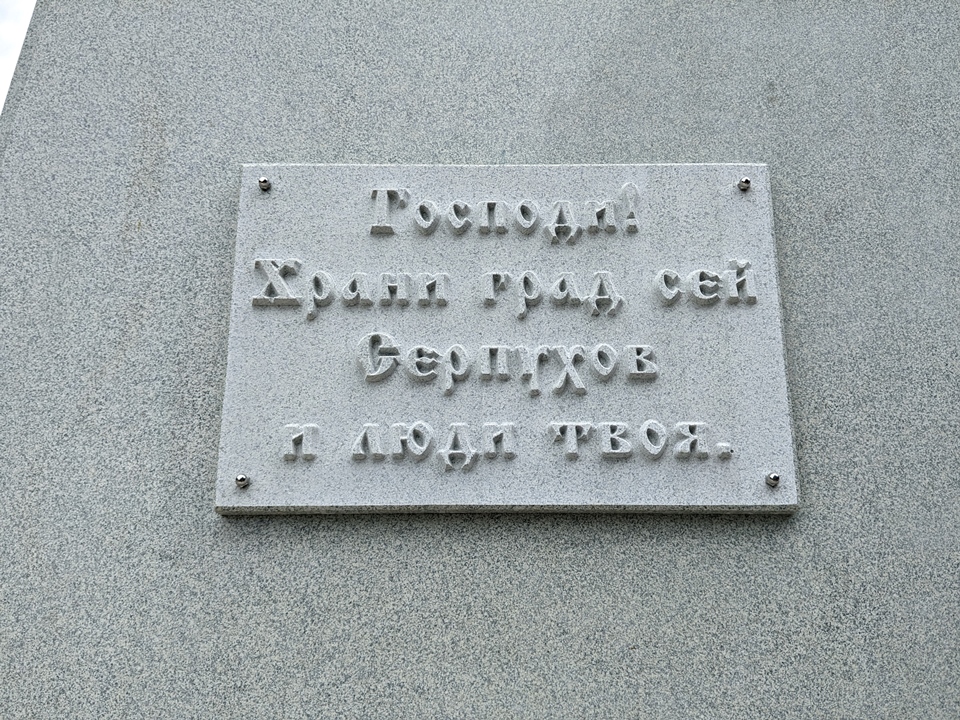 Господи!
Храни град сей
Серпухов
и люди твоя.